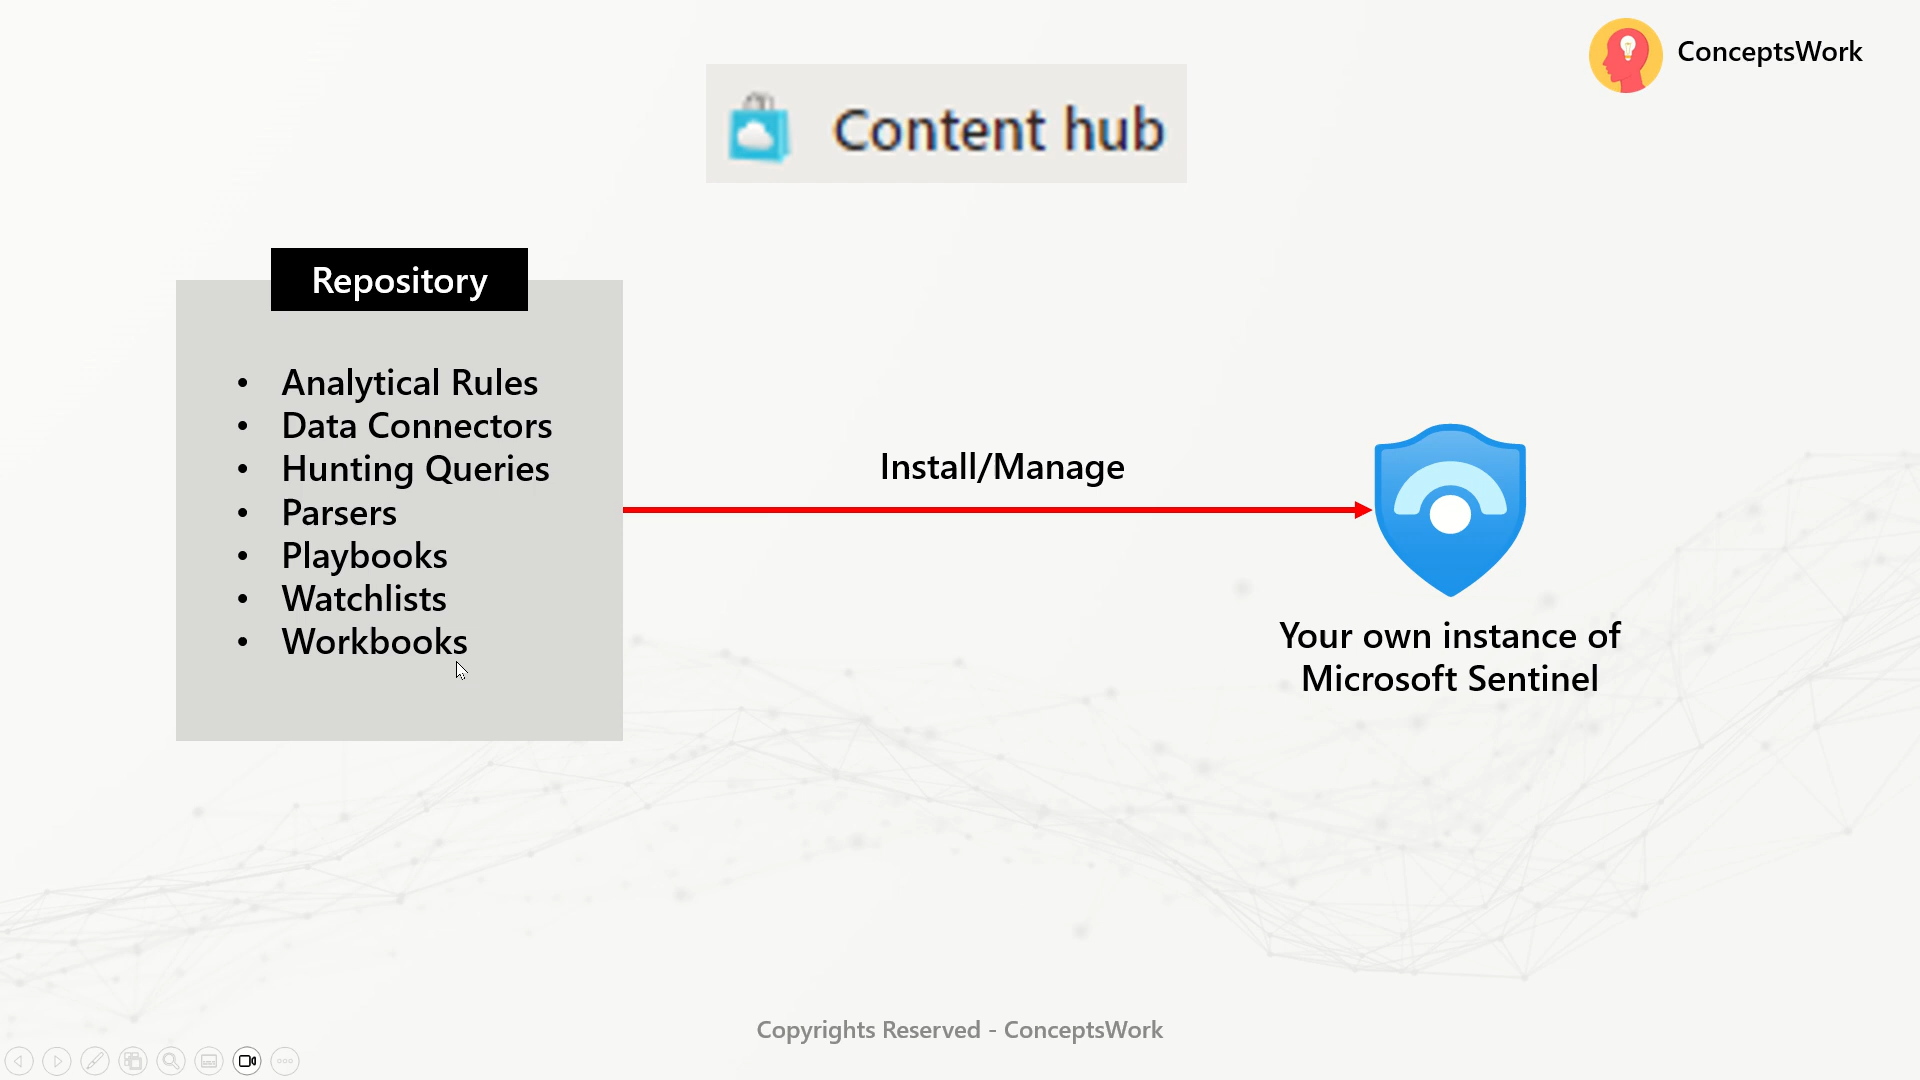 ConceptsWork
Content hub
Repository
• Analytical Rules
• Data Connectors
• Hunting Queries
• Parsers
• Playbooks
• Watchlists
• Workbooks
Install/Manage
Your own instance of
Microsoft Sentinel
Copyrights Reserved - ConceptsWork